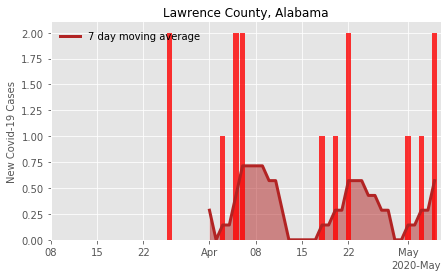 Lawrence County, Alabama
7 day moving average
New Covid-19 Cases
2.00
1.75
1.50
1.25
1.00
0.75
0.50
0.25
0.00
08 15 22 Apr 08 15 22 May
2020-May